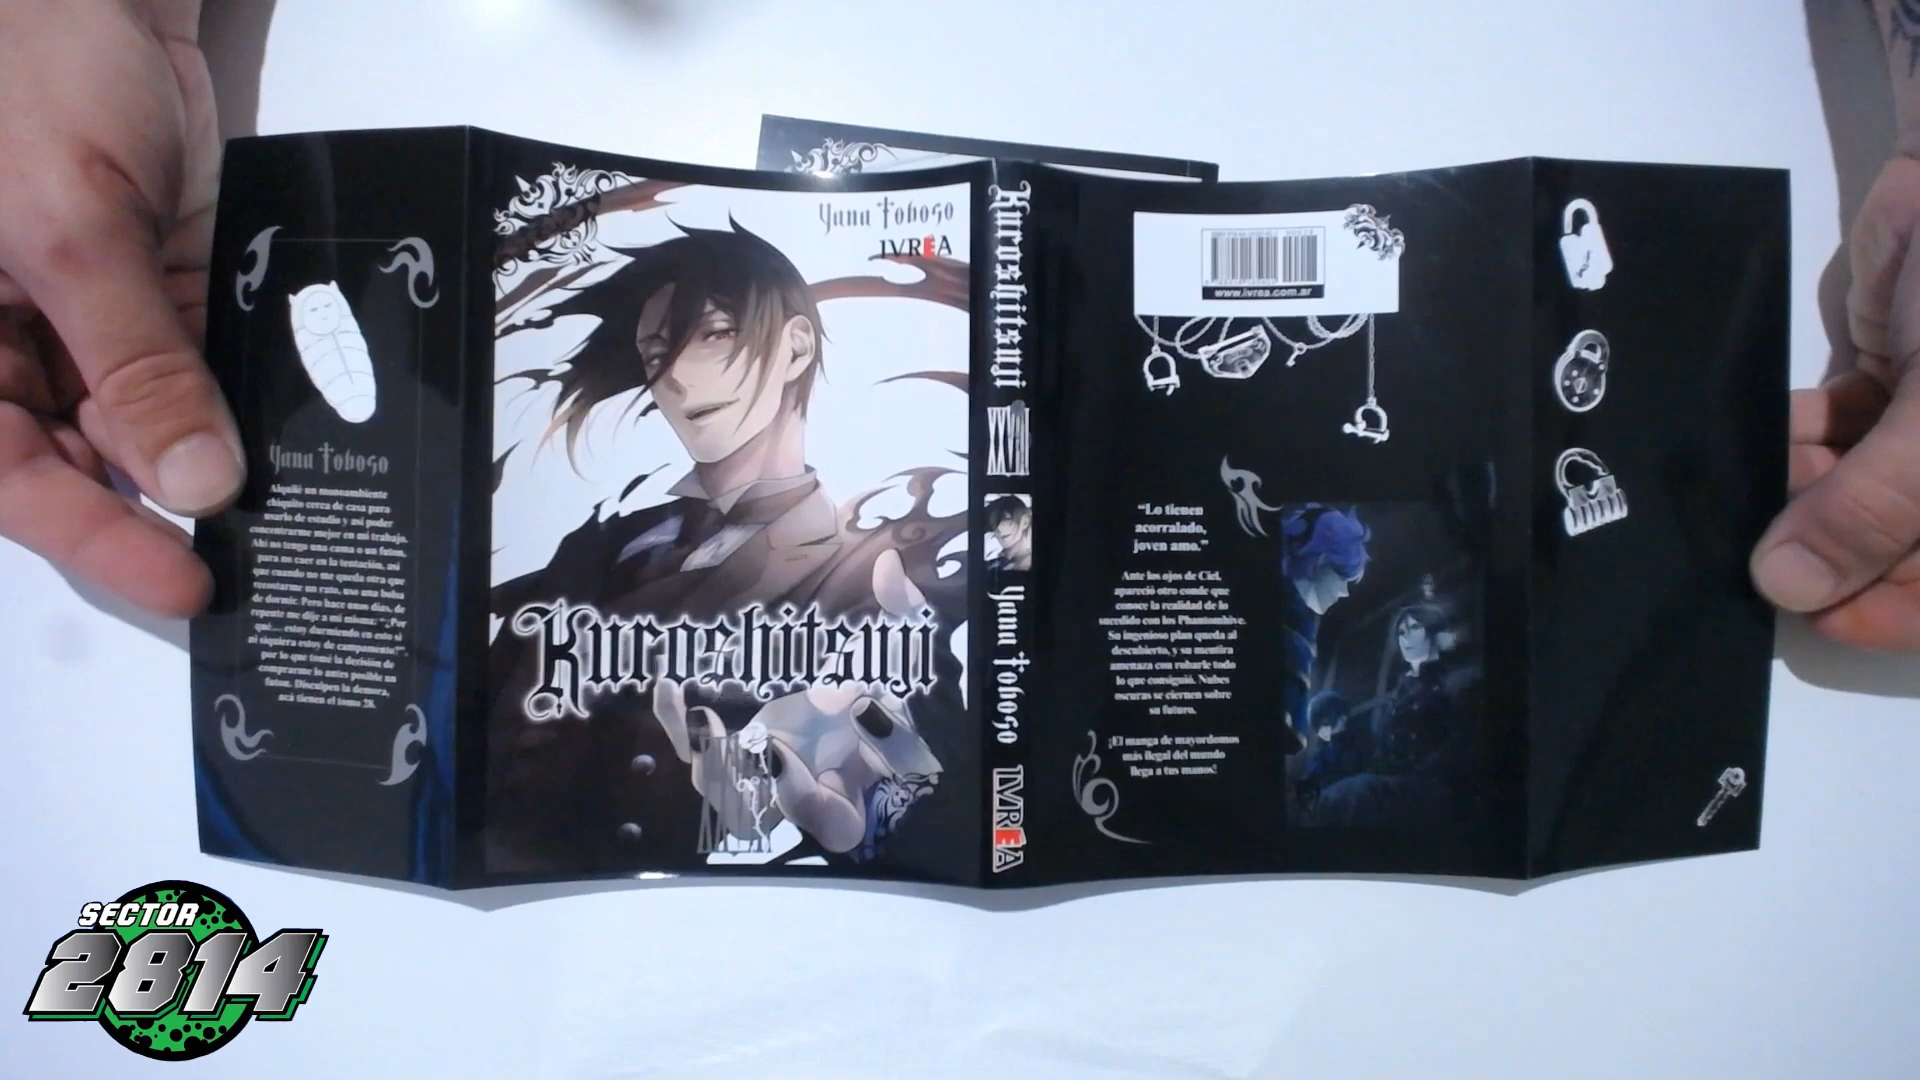 Yana Toboso
Alquilé un monoambiente
chiquito cerca de casa para
usarlo de estudio y así poder
concentrarme mejor en mi trabajo.
Ahí no tengo una cama o un futon,
para no caer en la tentación, así
que cuando no me queda otra que
recostarme un rato, uso una bolsa
de dormir. Pero hace unos días, de
repente me dije a mí misma: "¿Por
qué... estoy durmiendo en esto si
ni siquiera estoy de campamento?",
por lo que tomé la decisión de
comprarme lo antes posible un
futon. Disculpen la demora,
acá tienen el tomo 28.
Yana Toboso
IVREA
Kuroshitsuji
Kuroshitsuji
XXVIII
Yana Toboso
IVREA
www.ivrea.com.ar
"Lo tienen
acorralado,
joven amo."
Ante los ojos de Ciel,
apareció otro conde que
conoce la realidad de lo
sucedido con los Phantomhive.
Su ingenioso plan queda al
descubierto, y su mentira
amenaza con robarle todo
lo que consiguió. Nubes
oscuras se ciernen sobre
su futuro.
¡El manga de mayordomos
más ilegal del mundo
llega a tus manos!
SECTOR
2814